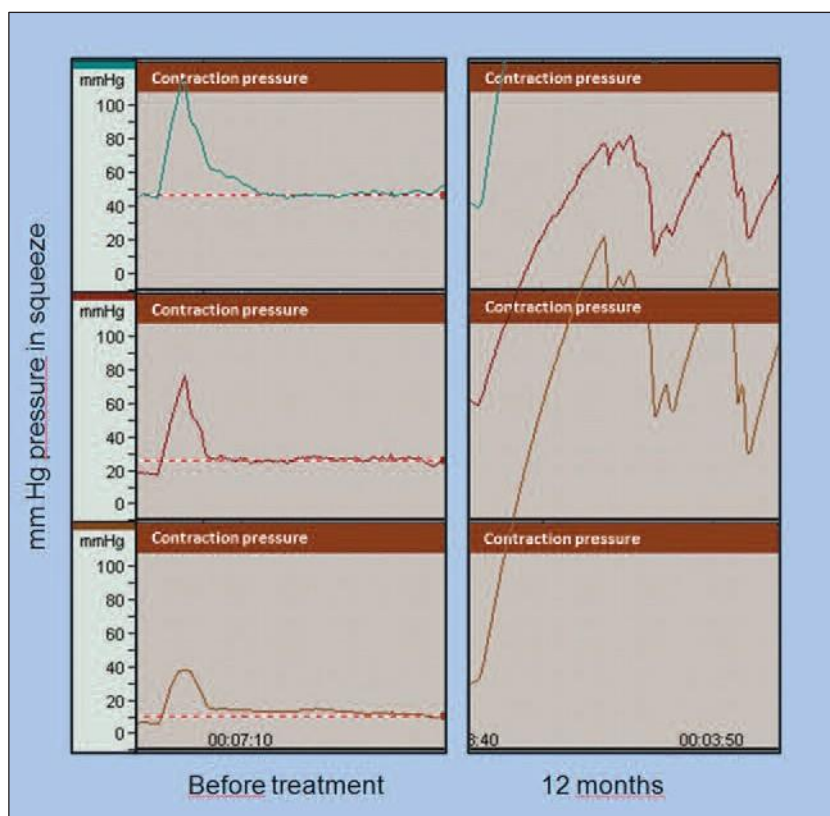 mm Hg pressure in squeeze
mmHg
100
80
60
40
20
0
Contraction pressure
Contraction pressure
mmHg
100
80
60
40
20
0
Contraction pressure
Contraction pressure
mmHg
100
80
60
40
20
0
Contraction pressure
Contraction pressure
00:07:10
:40
00:03:50
Before treatment
12 months